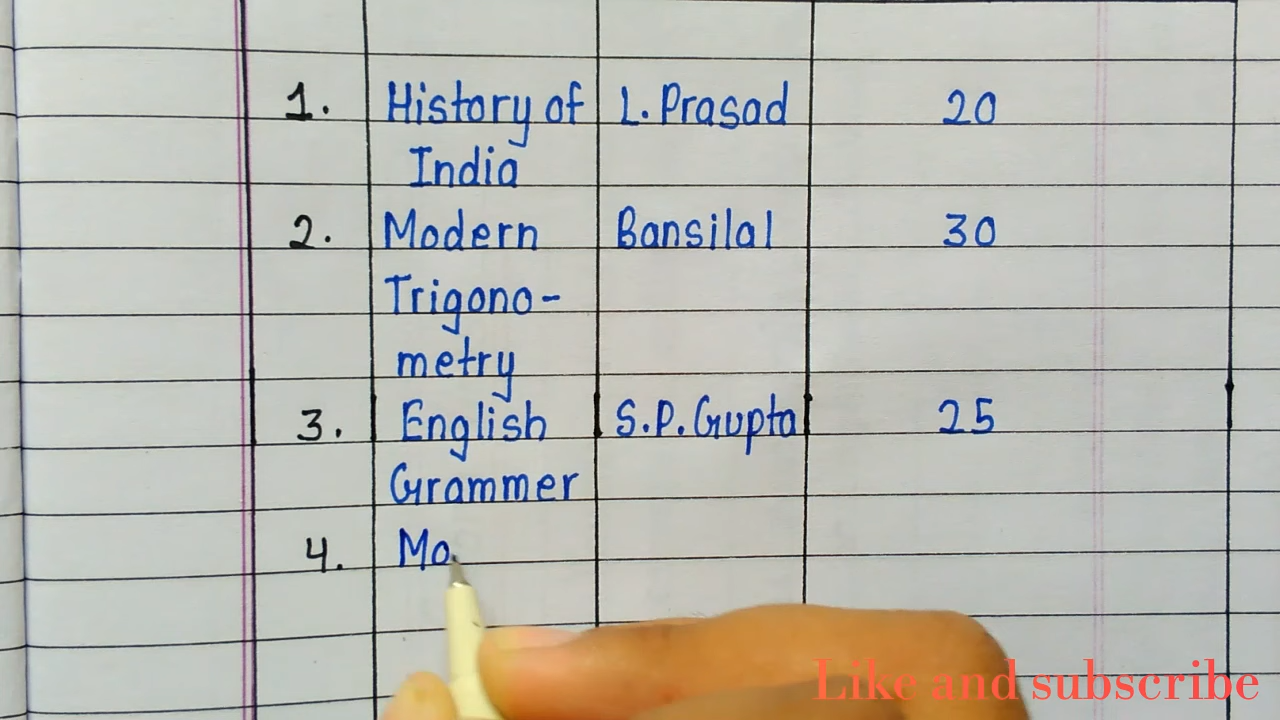 1. History of L. Prasad 20
India
2. Modern Bansilal 30
Trigono-
metry
3. English S.P. Gupta 25
Grammer
4. Mo
Like and subscribe